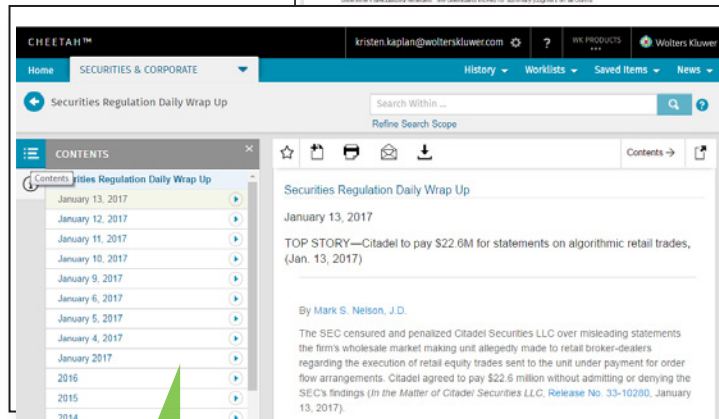 CHEETAH™
kristen.kaplan@wolterskluwer.com
?
WK PRODUCTS
Wolters Kluwer
Home
SECURITIES & CORPORATE
History
Worklists
Saved Items
News
Securities Regulation Daily Wrap Up
Search Within ...
?
Refine Search Scope
CONTENTS
×
Contents →
Contents
rities Regulation Daily Wrap Up
January 13, 2017
January 12, 2017
January 11, 2017
January 10, 2017
January 9, 2017
January 6, 2017
January 5, 2017
January 4, 2017
January 2017
2016
2015
2014
Securities Regulation Daily Wrap Up
January 13, 2017
TOP STORY—Citadel to pay $22.6M for statements on algorithmic retail trades,
(Jan. 13, 2017)
By Mark S. Nelson, J.D.
The SEC censured and penalized Citadel Securities LLC over misleading statements
the firm's wholesale market making unit allegedly made to retail broker-dealers
regarding the execution of retail equity trades sent to the unit under payment for order
flow arrangements. Citadel agreed to pay $22.6 million without admitting or denying the
SEC's findings (In the Matter of Citadel Securities LLC, Release No. 33-10280, January
13, 2017).